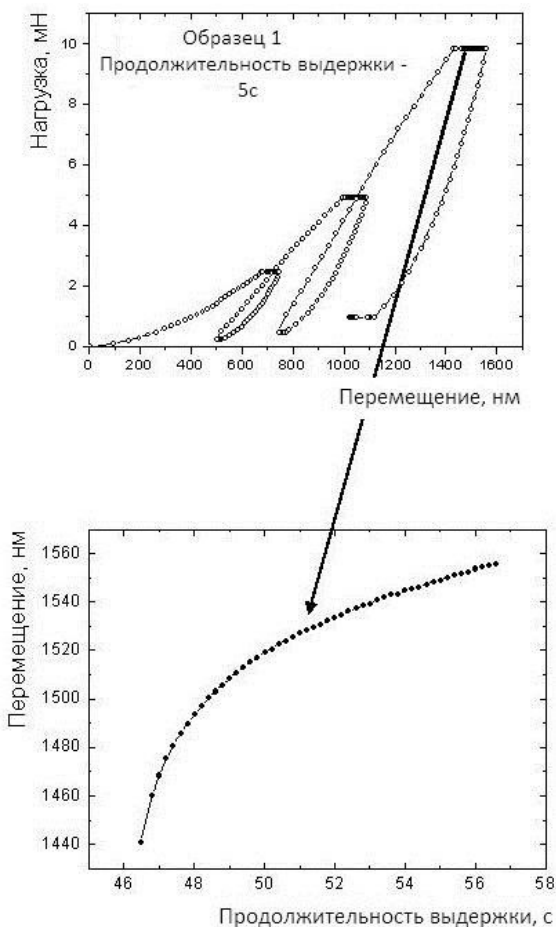 Образец 1
Продолжительность выдержки -
5с
Нагрузка, мН
10
8
6
4
2
0
0 200 400 600 800 1000 1200 1400 1600
Перемещение, нм
Перемещение, нм
1560
1540
1520
1500
1480
1460
1440
46 48 50 52 54 56 58
Продолжительность выдержки, с